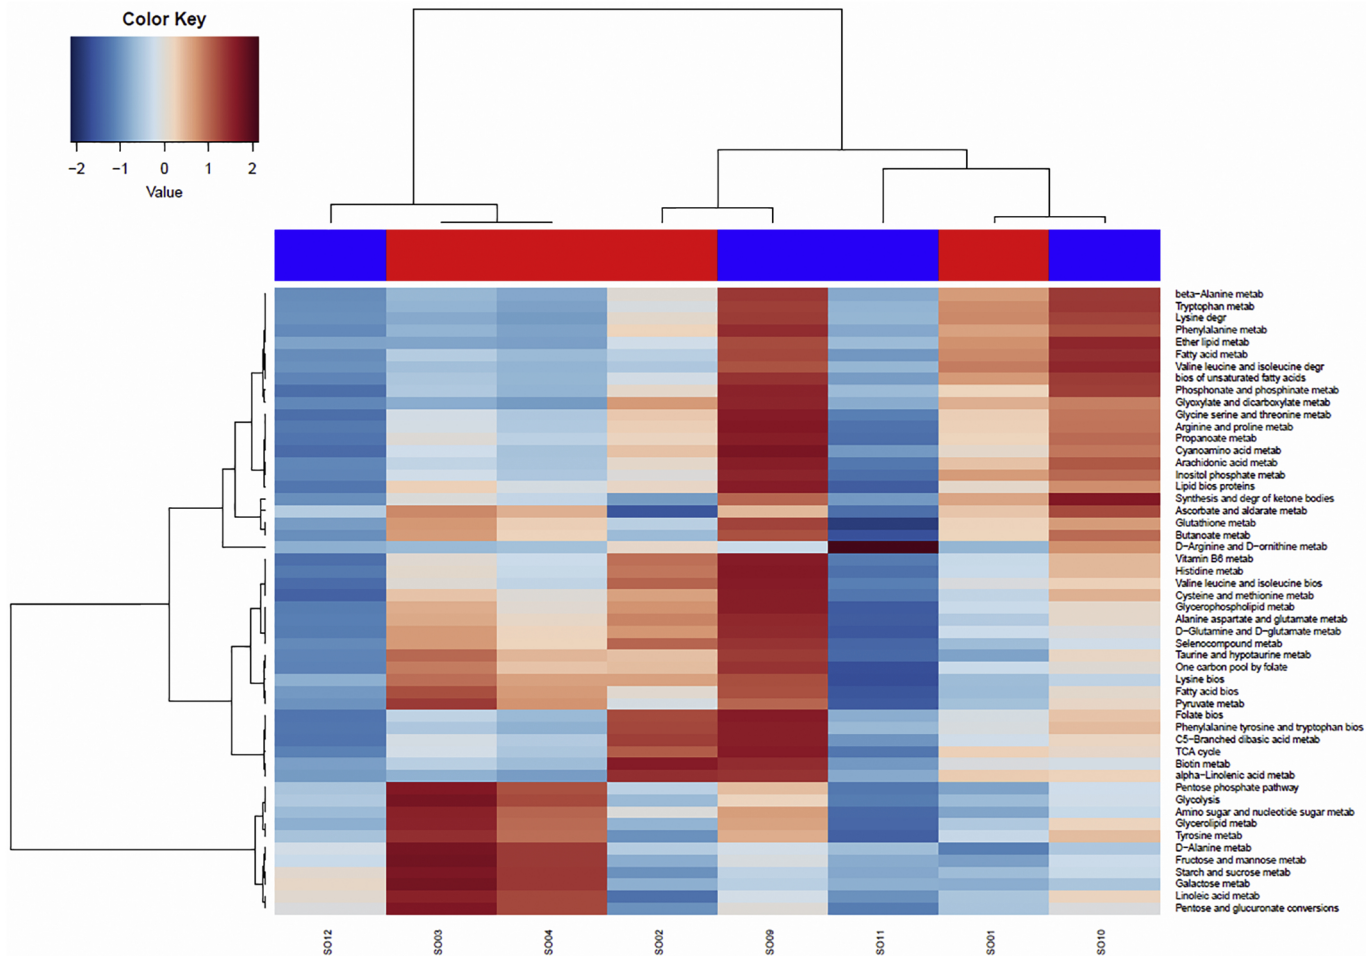 Color Key
−2 −1 0 1 2
Value
beta−Alanine metab
Tryptophan metab
Lysine degr
Phenylalanine metab
Ether lipid metab
Fatty acid metab
Valine leucine and isoleucine degr
bios of unsaturated fatty acids
Phosphonate and phosphinate metab
Glyoxylate and dicarboxylate metab
Glycine serine and threonine metab
Arginine and proline metab
Propanoate metab
Cyanoamino acid metab
Arachidonic acid metab
Inositol phosphate metab
Lipid bios proteins
Synthesis and degr of ketone bodies
Ascorbate and aldarate metab
Glutathione metab
Butanoate metab
D−Arginine and D−ornithine metab
Vitamin B6 metab
Histidine metab
Valine leucine and isoleucine bios
Cysteine and methionine metab
Glycerophospholipid metab
Alanine aspartate and glutamate metab
D−Glutamine and D−glutamate metab
Selenocompound metab
Taurine and hypotaurine metab
One carbon pool by folate
Lysine bios
Fatty acid bios
Pyruvate metab
Folate bios
Phenylalanine tyrosine and tryptophan bios
C5−Branched dibasic acid metab
TCA cycle
Biotin metab
alpha−Linolenic acid metab
Pentose phosphate pathway
Glycolysis
Amino sugar and nucleotide sugar metab
Glycerolipid metab
Tyrosine metab
D−Alanine metab
Fructose and mannose metab
Starch and sucrose metab
Galactose metab
Linoleic acid metab
Pentose and glucuronate conversions
SO12 SO03 SO04 SO02 SO09 SO11 SO01 SO10